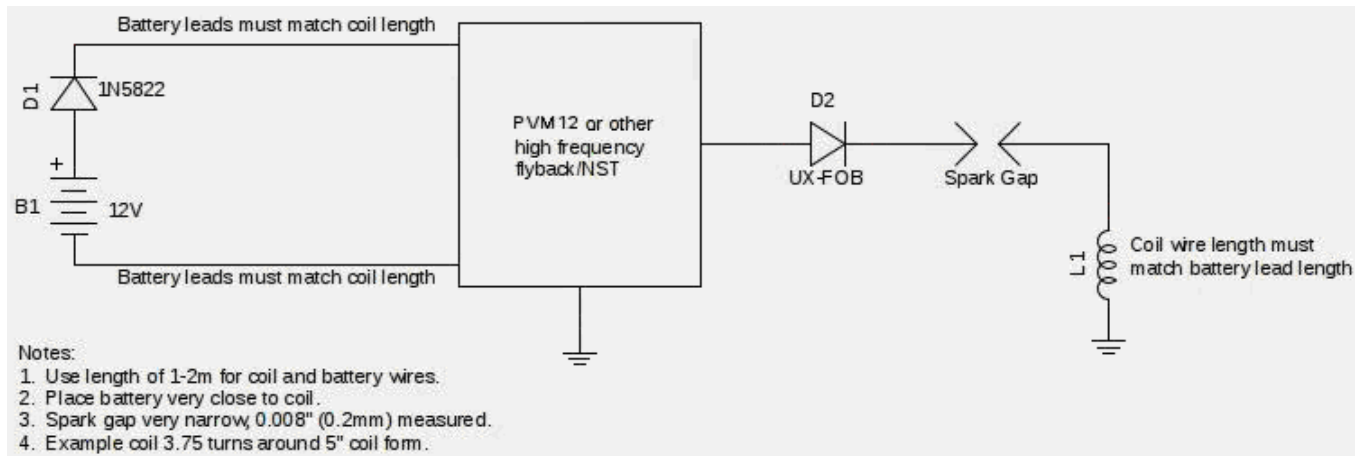 Battery leads must match coil length
D1
1N5822
+
B1
12V
Battery leads must match coil length
PVM12 or other
high frequency
flyback/NST
D2
UX-FOB
Spark Gap
L1
Coil wire length must
match battery lead length
Notes:
1. Use length of 1-2m for coil and battery wires.
2. Place battery very close to coil.
3. Spark gap very narrow, 0.008" (0.2mm) measured.
4. Example coil 3.75 turns around 5" coil form.